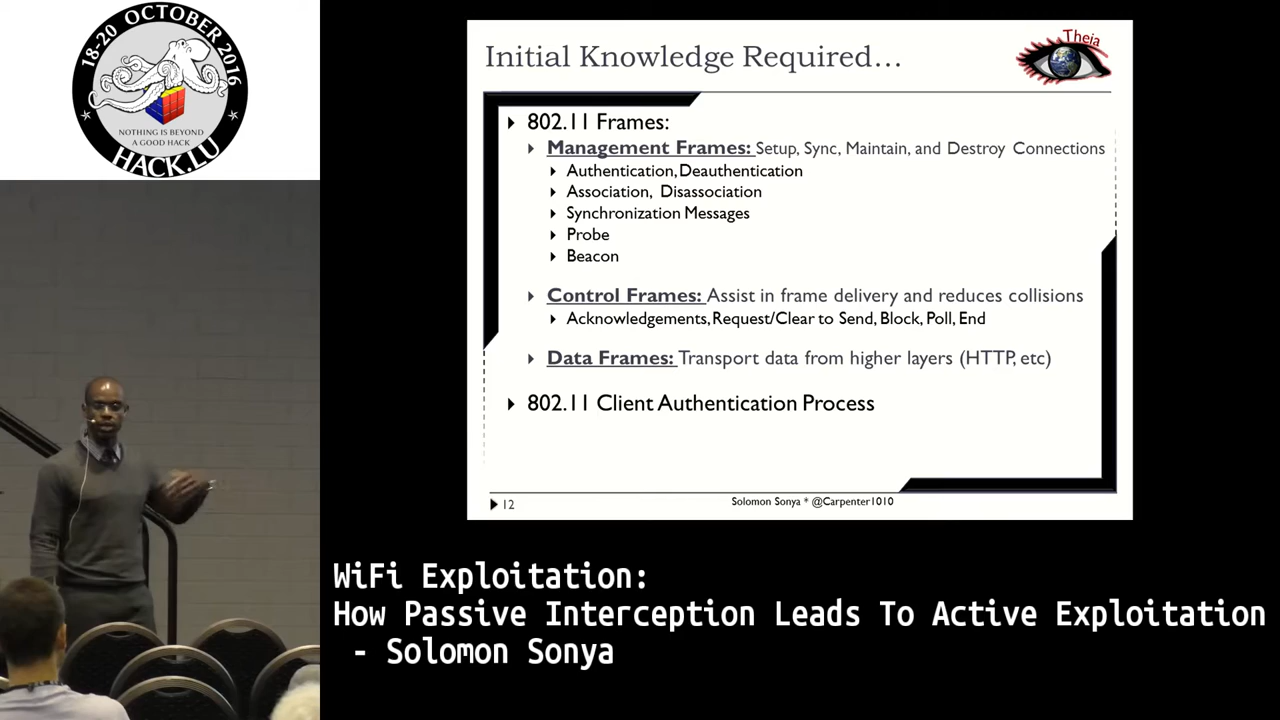 18-20 OCTOBER 2016
NOTHING IS BEYOND
A GOOD HACK
HACK.LU
Initial Knowledge Required…
Theia
802.11 Frames:
Management Frames: Setup, Sync, Maintain, and Destroy Connections
Authentication, Deauthentication
Association, Disassociation
Synchronization Messages
Probe
Beacon
Control Frames: Assist in frame delivery and reduces collisions
Acknowledgements, Request/Clear to Send, Block, Poll, End
Data Frames: Transport data from higher layers (HTTP, etc)
802.11 Client Authentication Process
12
Solomon Sonya * @Carpenter1010
WiFi Exploitation:
How Passive Interception Leads To Active Exploitation
- Solomon Sonya